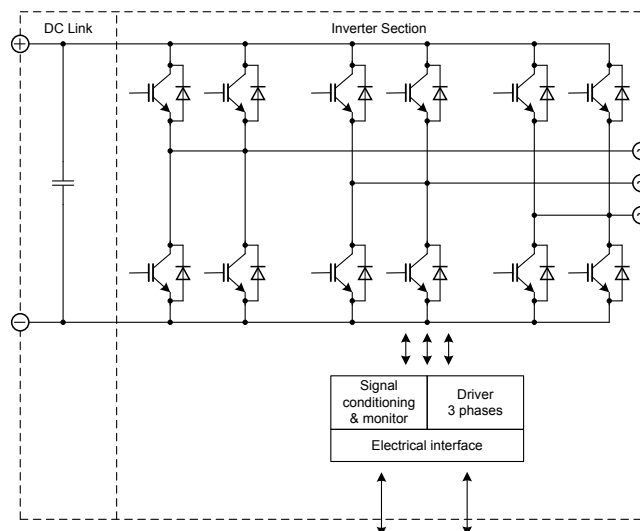 DC Link
Inverter Section
Signal
conditioning
& monitor
Driver
3 phases
Electrical interface